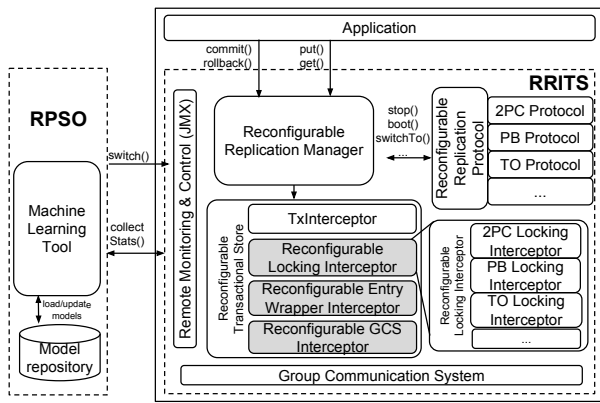 Application
commit()
rollback()
put()
get()
RPSO
RRITS
Machine
Learning
Tool
load/update
models
Model
repository
switch()
collect
Stats()
Remote Monitoring & Control (JMX)
Reconfigurable
Replication Manager
stop()
boot()
switchTo()
...
Reconfigurable
Replication
Protocol
2PC Protocol
PB Protocol
TO Protocol
...
Reconfigurable
Transactional Store
TxInterceptor
Reconfigurable
Locking Interceptor
Reconfigurable Entry
Wrapper Interceptor
Reconfigurable GCS
Interceptor
Reconfigurable
Locking Interceptor
2PC Locking
Interceptor
PB Locking
Interceptor
TO Locking
Interceptor
...
Group Communication System